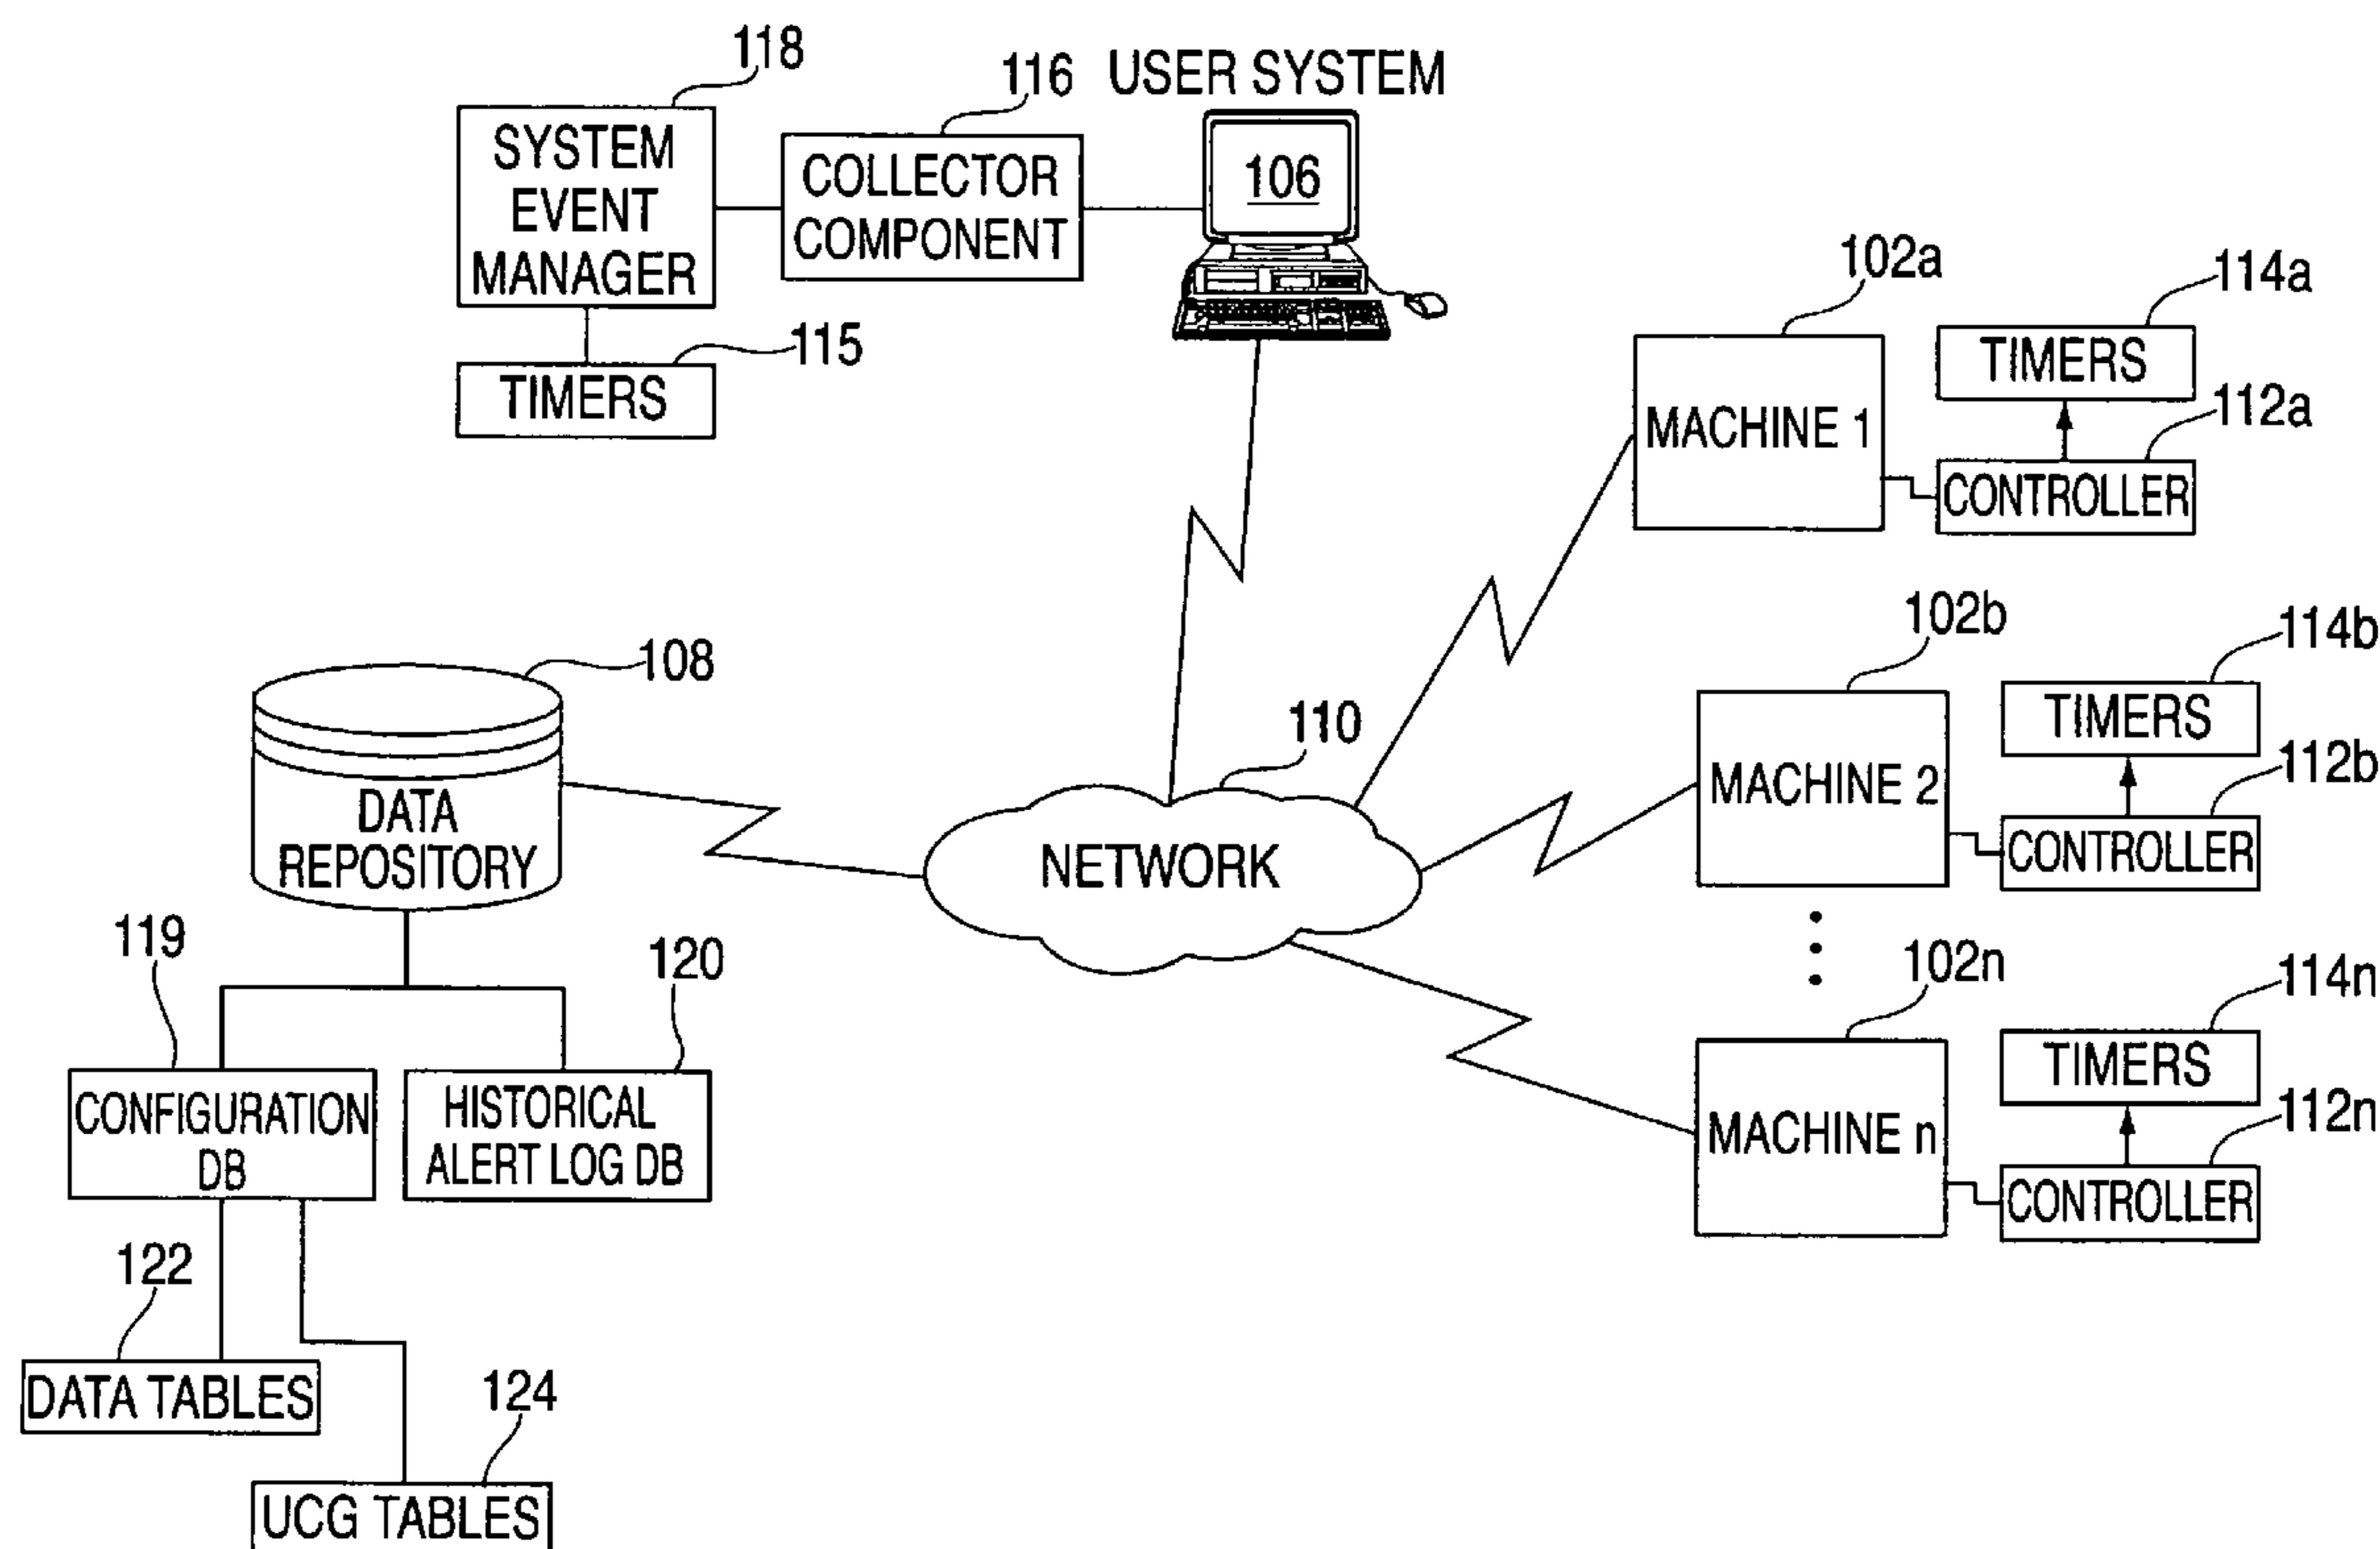 118
116
USER SYSTEM
SYSTEM
EVENT
MANAGER
COLLECTOR
COMPONENT
106
115
TIMERS
102a
114a
MACHINE 1
TIMERS
112a
CONTROLLER
102b
114b
MACHINE 2
TIMERS
112b
CONTROLLER
108
DATA
REPOSITORY
110
NETWORK
119
120
CONFIGURATION
DB
HISTORICAL
ALERT LOG DB
102n
114n
MACHINE n
TIMERS
112n
CONTROLLER
122
DATA TABLES
124
UCG TABLES